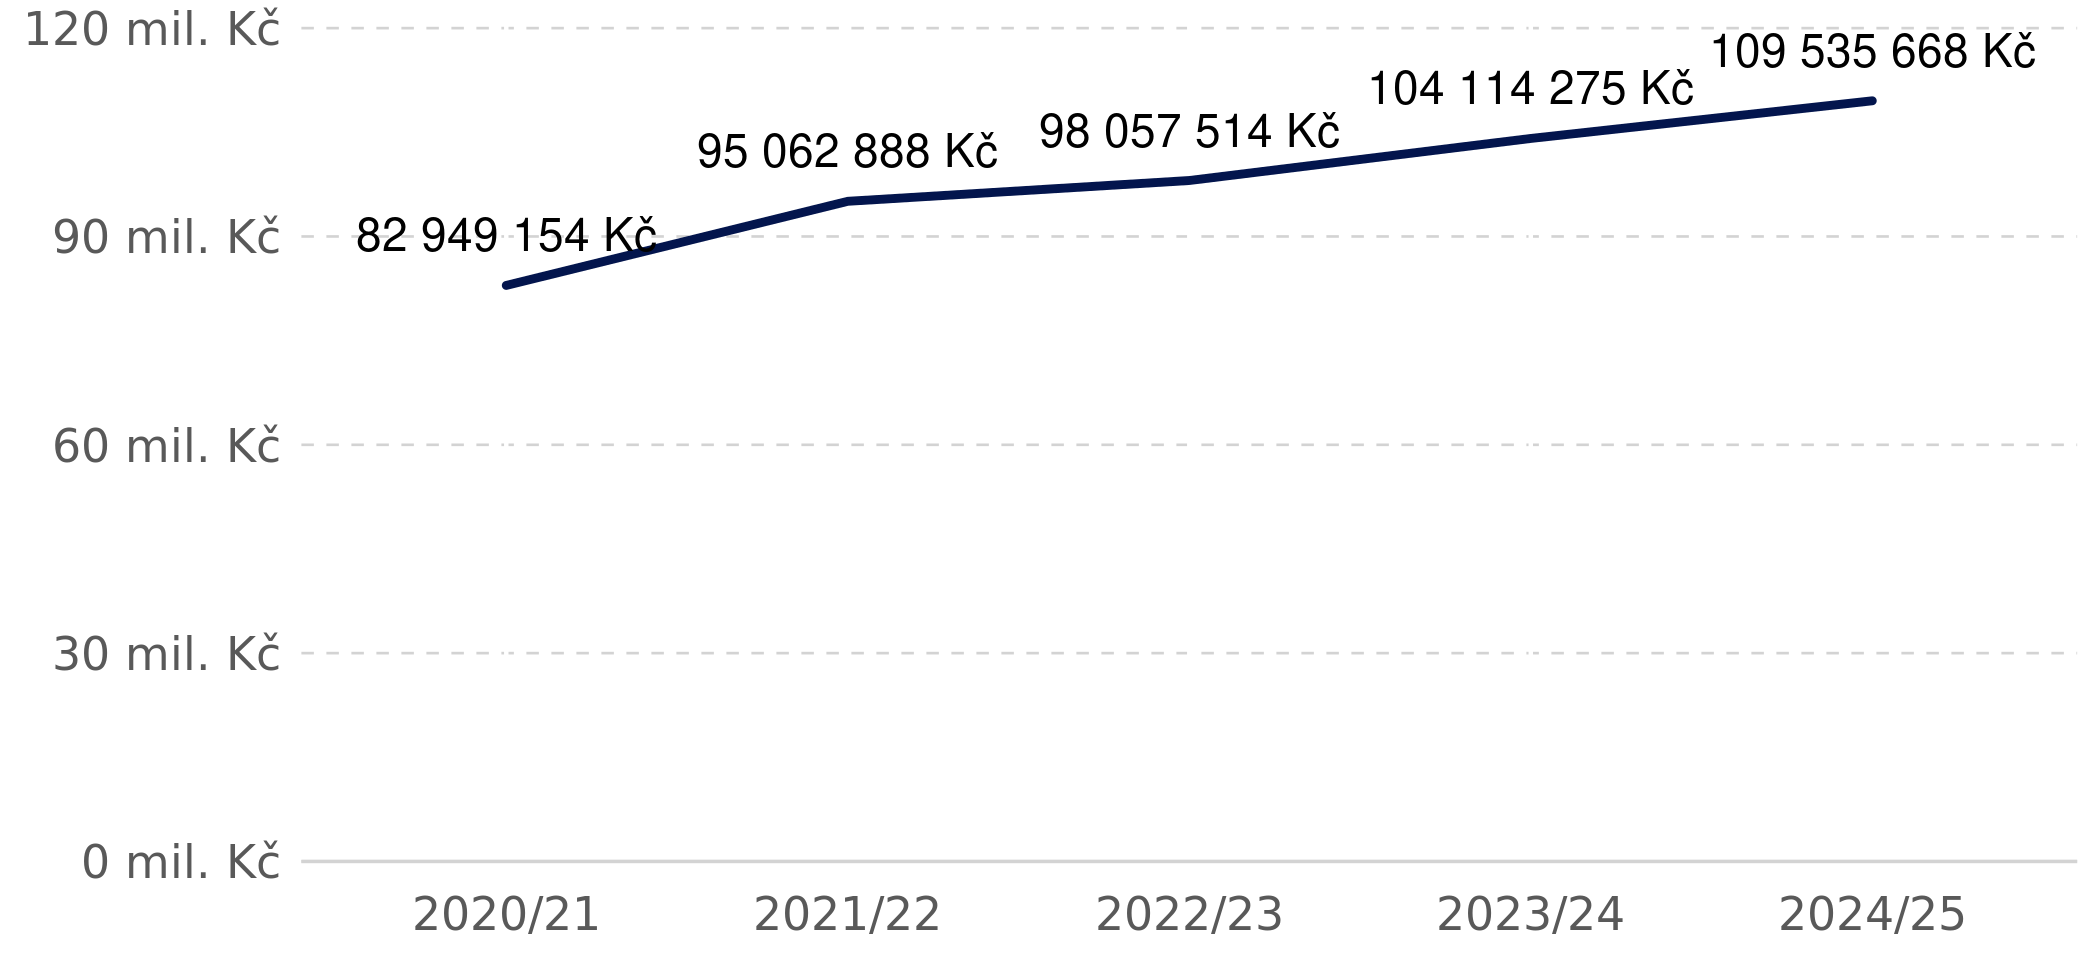 120 mil. Kč
109 535 668 Kč
104 114 275 Kč
98 057 514 Kč
95 062 888 Kč
90 mil. Kč
82 949 154 Kč
60 mil. Kč
30 mil. Kč
0 mil. Kč
2020/21
2021/22
2022/23
2023/24
2024/25